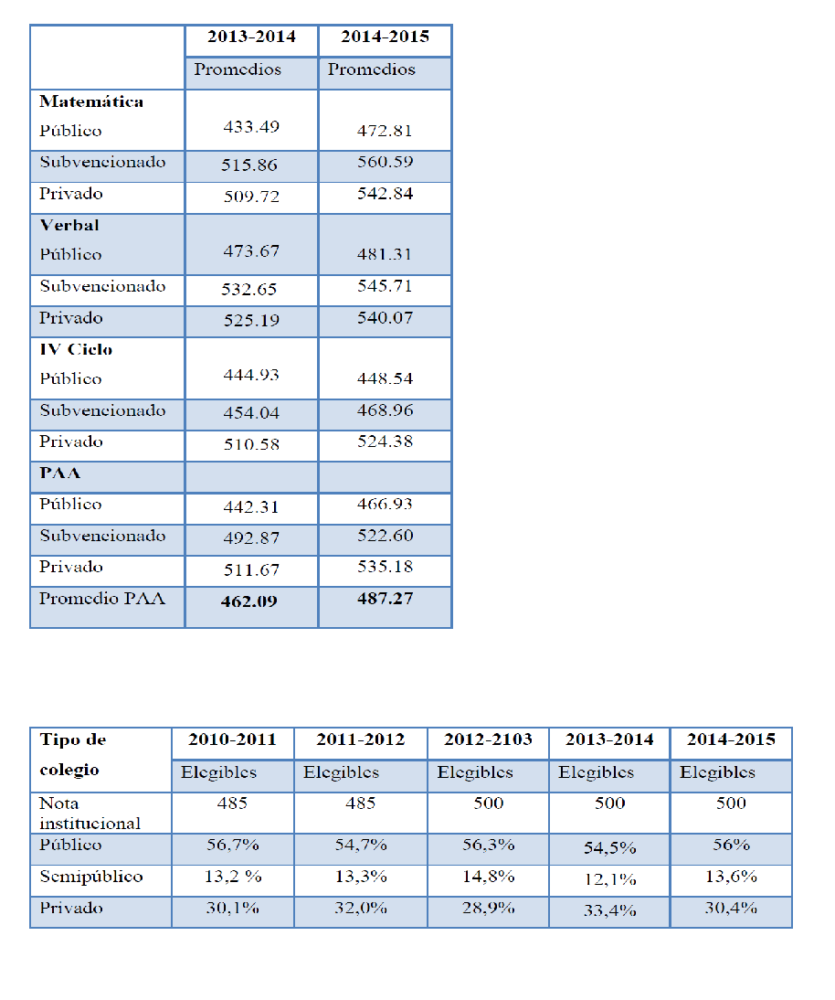 2013-2014 2014-2015
Promedios Promedios
Matemática
Público 433.49 472.81
Subvencionado 515.86 560.59
Privado 509.72 542.84
Verbal
Público 473.67 481.31
Subvencionado 532.65 545.71
Privado 525.19 540.07
IV Ciclo
Público 444.93 448.54
Subvencionado 454.04 468.96
Privado 510.58 524.38
PAA
Público 442.31 466.93
Subvencionado 492.87 522.60
Privado 511.67 535.18
Promedio PAA 462.09 487.27
Tipo de 2010-2011 2011-2012 2012-2103 2013-2014 2014-2015
colegio Elegibles Elegibles Elegibles Elegibles Elegibles
Nota 485 485 500 500 500
institucional
Público 56,7% 54,7% 56,3% 54,5% 56%
Semipúblico 13,2 % 13,3% 14,8% 12,1% 13,6%
Privado 30,1% 32,0% 28,9% 33,4% 30,4%